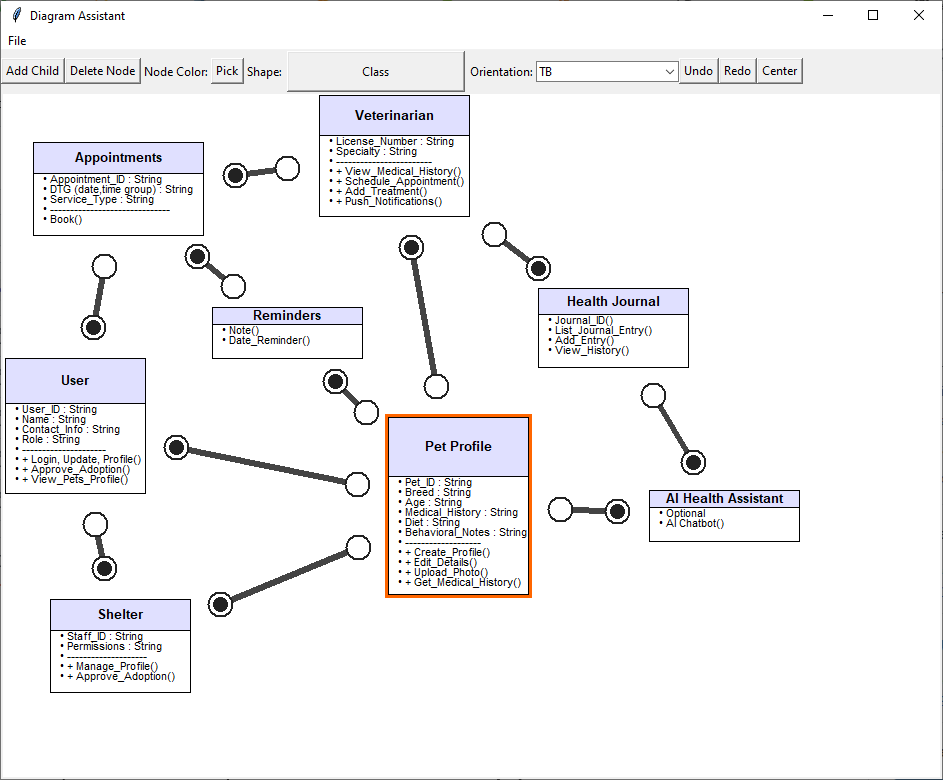 Diagram Assistant
File
Add Child Delete Node Node Color: Pick Shape: Class Orientation: TB Undo Redo Center
Veterinarian
• License_Number : String
• Specialty : String
• ------------------------
• + View_Medical_History()
• + Schedule_Appointment()
• + Add_Treatment()
• + Push_Notifications()
Appointments
• Appointment_ID : String
• DTG (date,time group) : String
• Service_Type : String
• ------------------------------
• Book()
Reminders
• Note()
• Date_Reminder()
Health Journal
• Journal_ID()
• List_Journal_Entry()
• Add_Entry()
• View_History()
User
• User_ID : String
• Name : String
• Contact_Info : String
• Role : String
• ---------------------
• + Login, Update, Profile()
• + Approve_Adoption()
• + View_Pets_Profile()
Pet Profile
• Pet_ID : String
• Breed : String
• Age : String
• Medical_History : String
• Diet : String
• Behavioral_Notes : String
• -------------------
• + Create_Profile()
• + Edit_Details()
• + Upload_Photo()
• + Get_Medical_History()
AI Health Assistant
• Optional
• AI Chatbot()
Shelter
• Staff_ID : String
• Permissions : String
• --------------------
• + Manage_Profile()
• + Approve_Adoption()